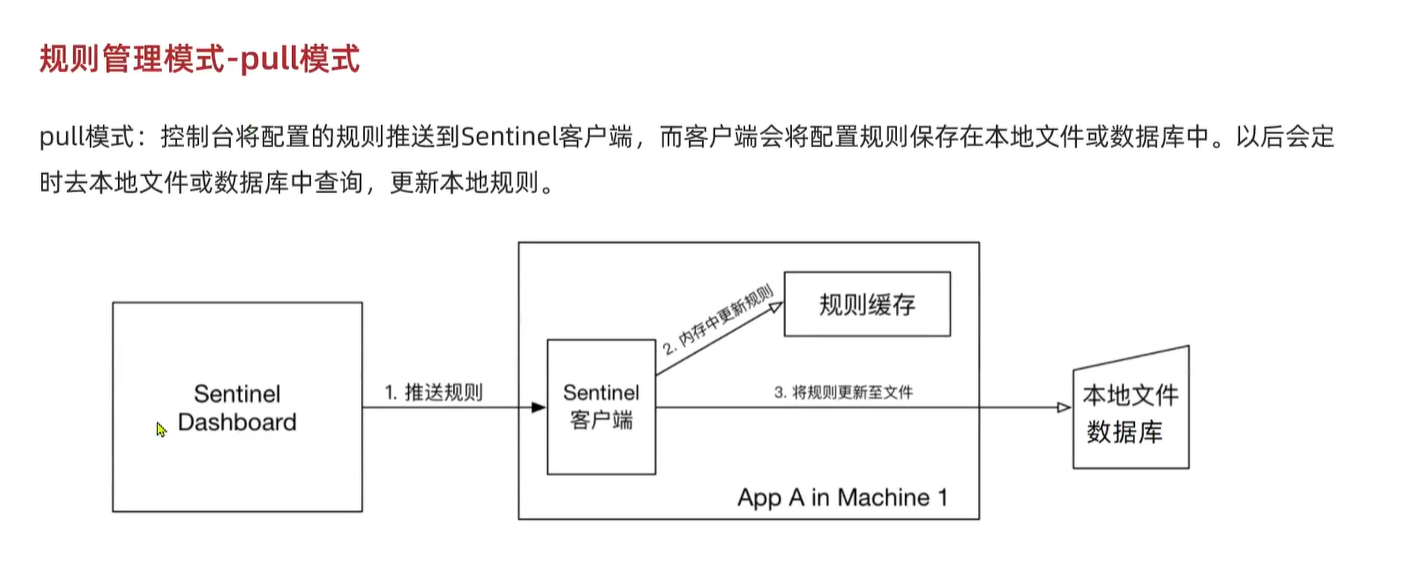 规则管理模式-pull模式
pull模式：控制台将配置的规则推送到Sentinel客户端，而客户端会将配置规则保存在本地文件或数据库中。以后会定
时去本地文件或数据库中查询，更新本地规则。
Sentinel
Dashboard
1. 推送规则
Sentinel
客户端
2. 内存中更新规则
规则缓存
3. 将规则更新至文件
本地文件
数据库
App A in Machine 1